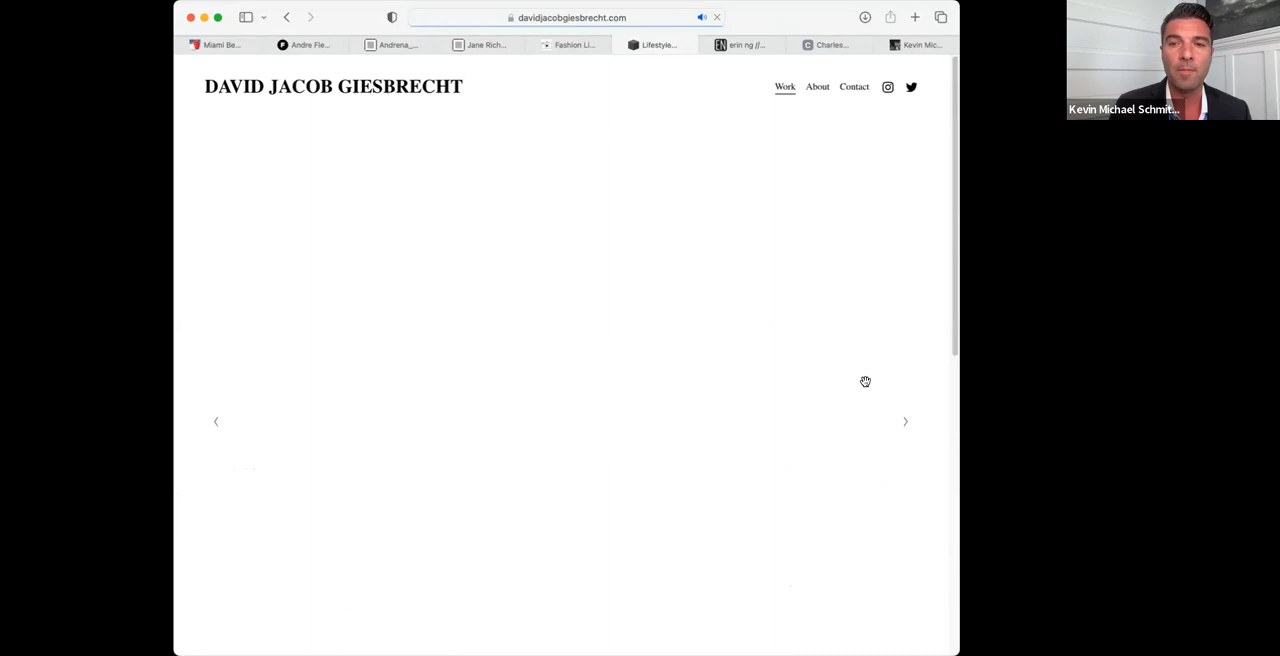 davidjacobgiesbrecht.com
Miami Be... Andre Fle... Andrena_... Jane Rich... Fashion Li... Lifestyle... erin ng //... Charles... Kevin Mic...
DAVID JACOB GIESBRECHT
Work About Contact
Kevin Michael Schmit...